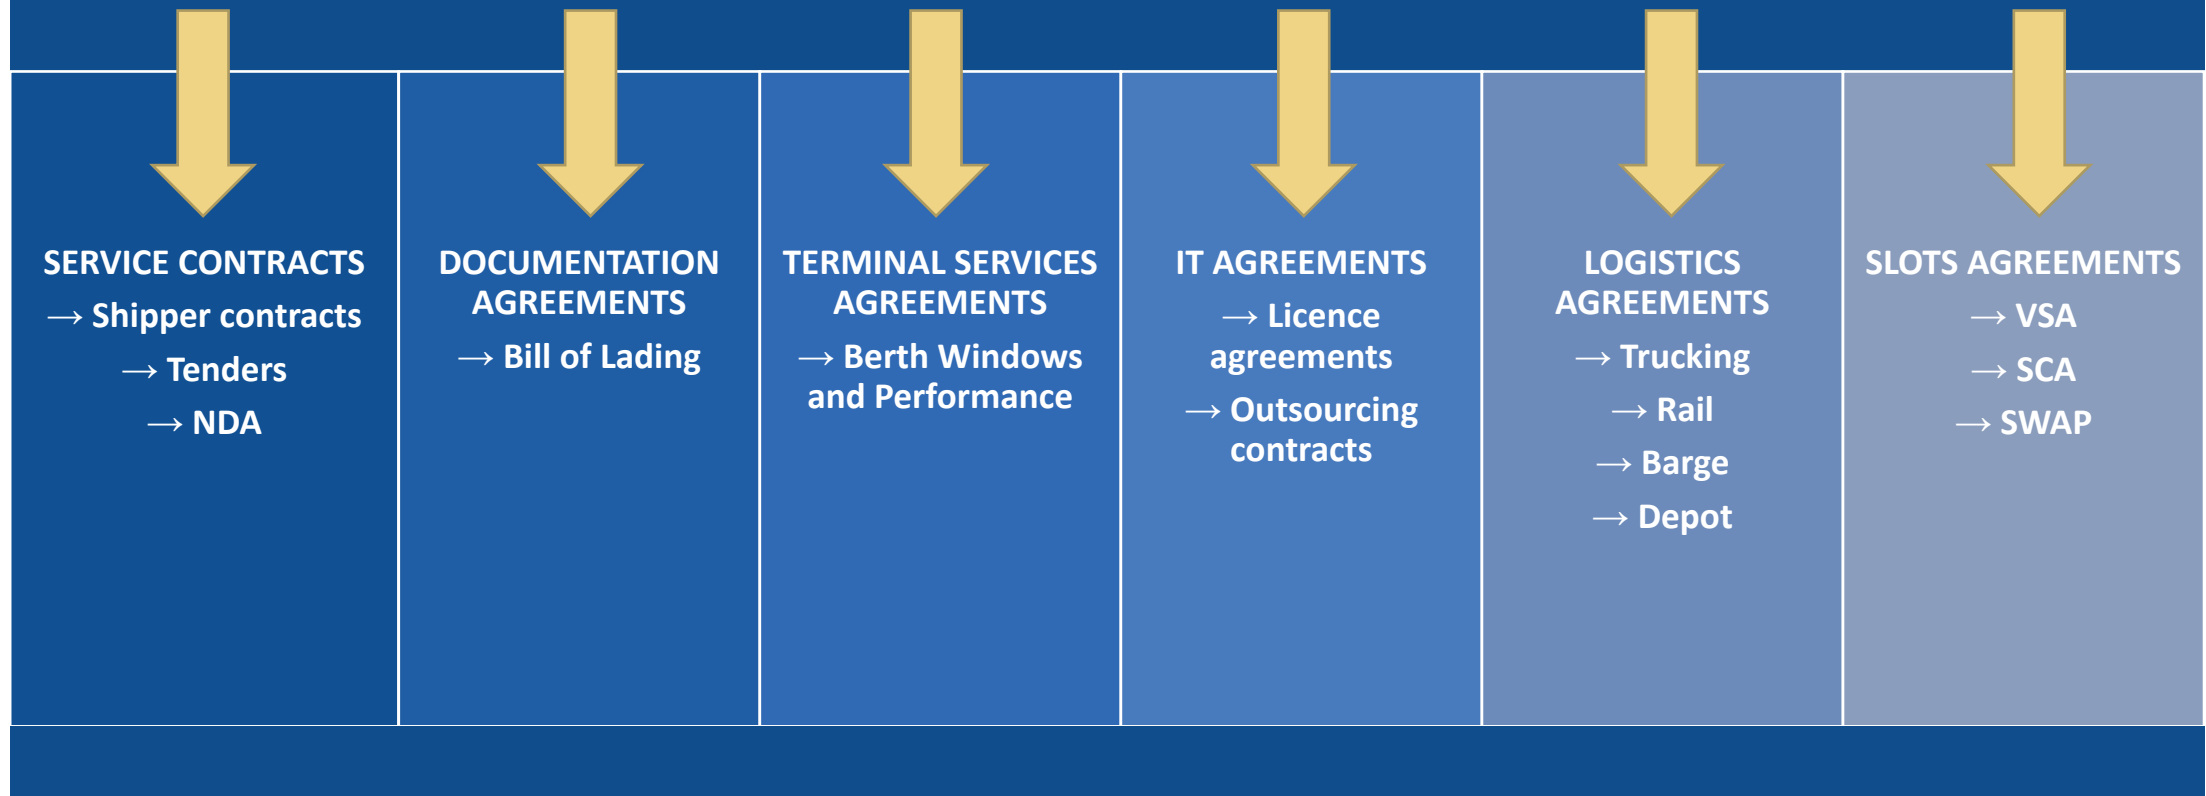 SERVICE CONTRACTS
→ Shipper contracts
→ Tenders
→ NDA
DOCUMENTATION
AGREEMENTS
→ Bill of Lading
TERMINAL SERVICES
AGREEMENTS
→ Berth Windows
and Performance
IT AGREEMENTS
→ Licence
agreements
→ Outsourcing
contracts
LOGISTICS
AGREEMENTS
→ Trucking
→ Rail
→ Barge
→ Depot
SLOTS AGREEMENTS
→ VSA
→ SCA
→ SWAP